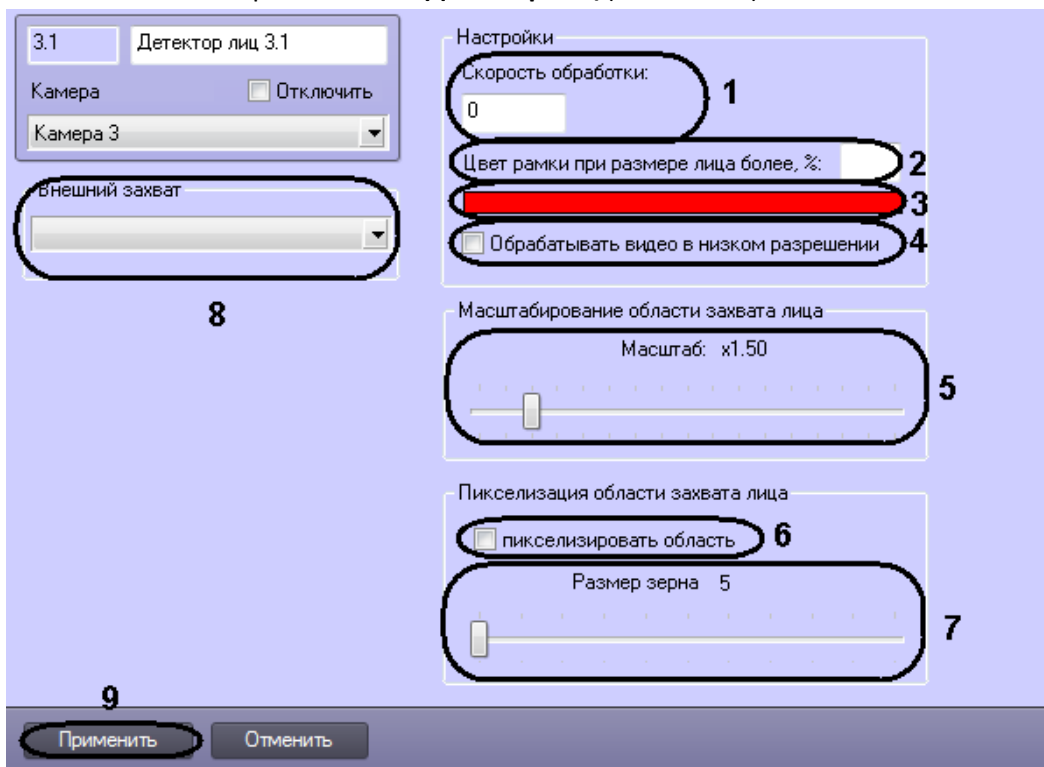 3.1 Детектор лиц 3.1
Камера Отключить
Камера 3
Внешний захват
8
Настройки
Скорость обработки:
0
1
Цвет рамки при размере лица более, %:
2
3
Обрабатывать видео в низком разрешении
4
Масштабирование области захвата лица
Масштаб: x1.50
5
Пикселизация области захвата лица
пикселизировать область
6
Размер зерна 5
7
9
Применить Отменить